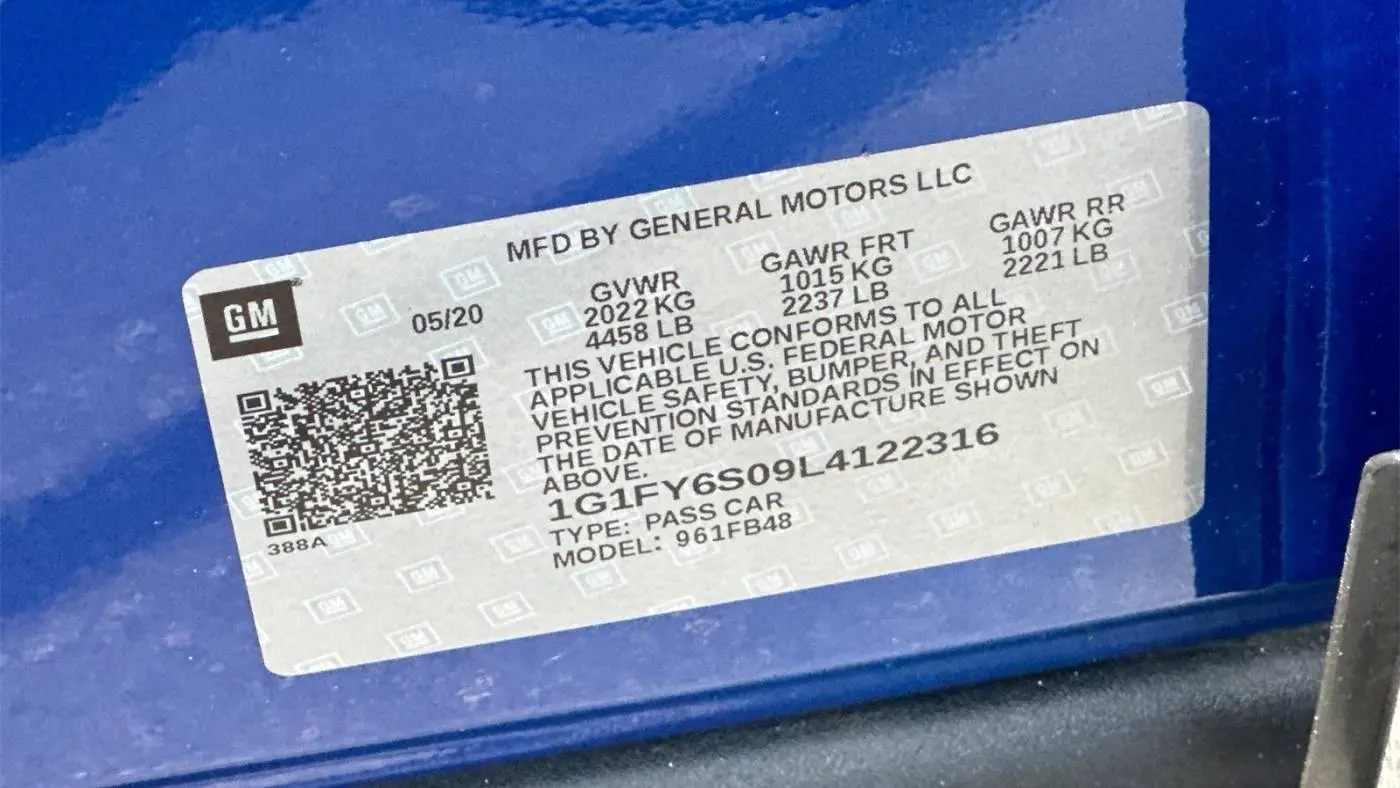 MFD BY GENERAL MOTORS LLC
GM
05/20
GVWR
2022 KG
4458 LB
GAWR FRT
1015 KG
2237 LB
GAWR RR
1007 KG
2221 LB
THIS VEHICLE CONFORMS TO ALL
APPLICABLE U.S. FEDERAL MOTOR
VEHICLE SAFETY, BUMPER, AND THEFT
PREVENTION STANDARDS IN EFFECT ON
THE DATE OF MANUFACTURE SHOWN
ABOVE.
1G1FY6S09L4122316
TYPE: PASS CAR
MODEL: 961FB48
388A